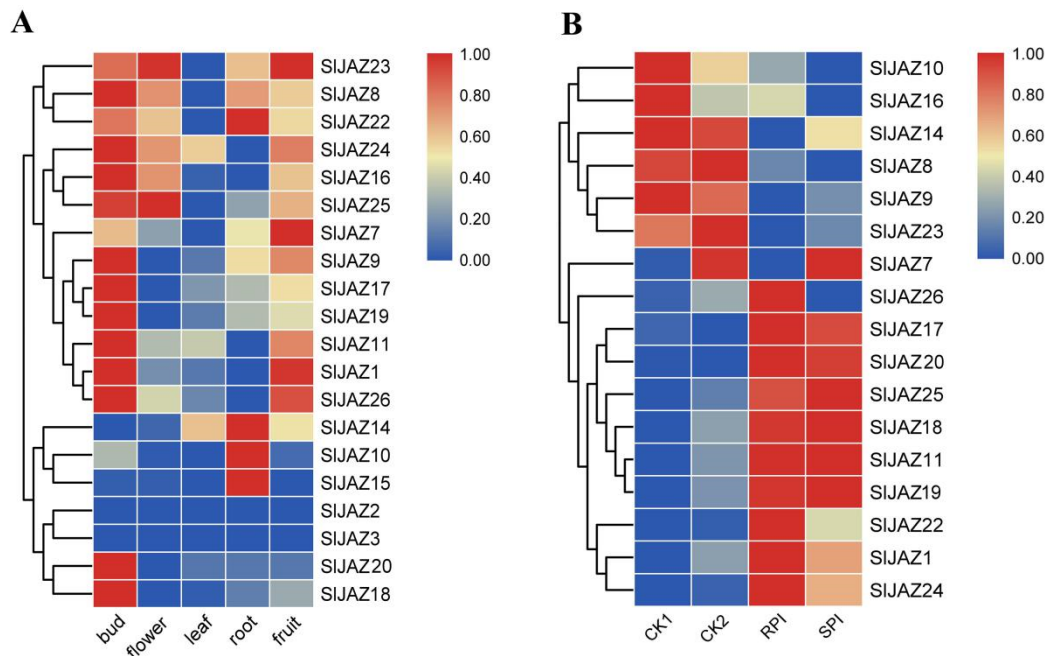 A
SlJAZ23
SlJAZ8
SlJAZ22
SlJAZ24
SlJAZ16
SlJAZ25
SlJAZ7
SlJAZ9
SlJAZ17
SlJAZ19
SlJAZ11
SlJAZ1
SlJAZ26
SlJAZ14
SlJAZ10
SlJAZ15
SlJAZ2
SlJAZ3
SlJAZ20
SlJAZ18
bud flower leaf root fruit
1.00
0.80
0.60
0.40
0.20
0.00
B
SlJAZ10
SlJAZ16
SlJAZ14
SlJAZ8
SlJAZ9
SlJAZ23
SlJAZ7
SlJAZ26
SlJAZ17
SlJAZ20
SlJAZ25
SlJAZ18
SlJAZ11
SlJAZ19
SlJAZ22
SlJAZ1
SlJAZ24
CK1 CK2 RPI SPI
1.00
0.80
0.60
0.40
0.20
0.00